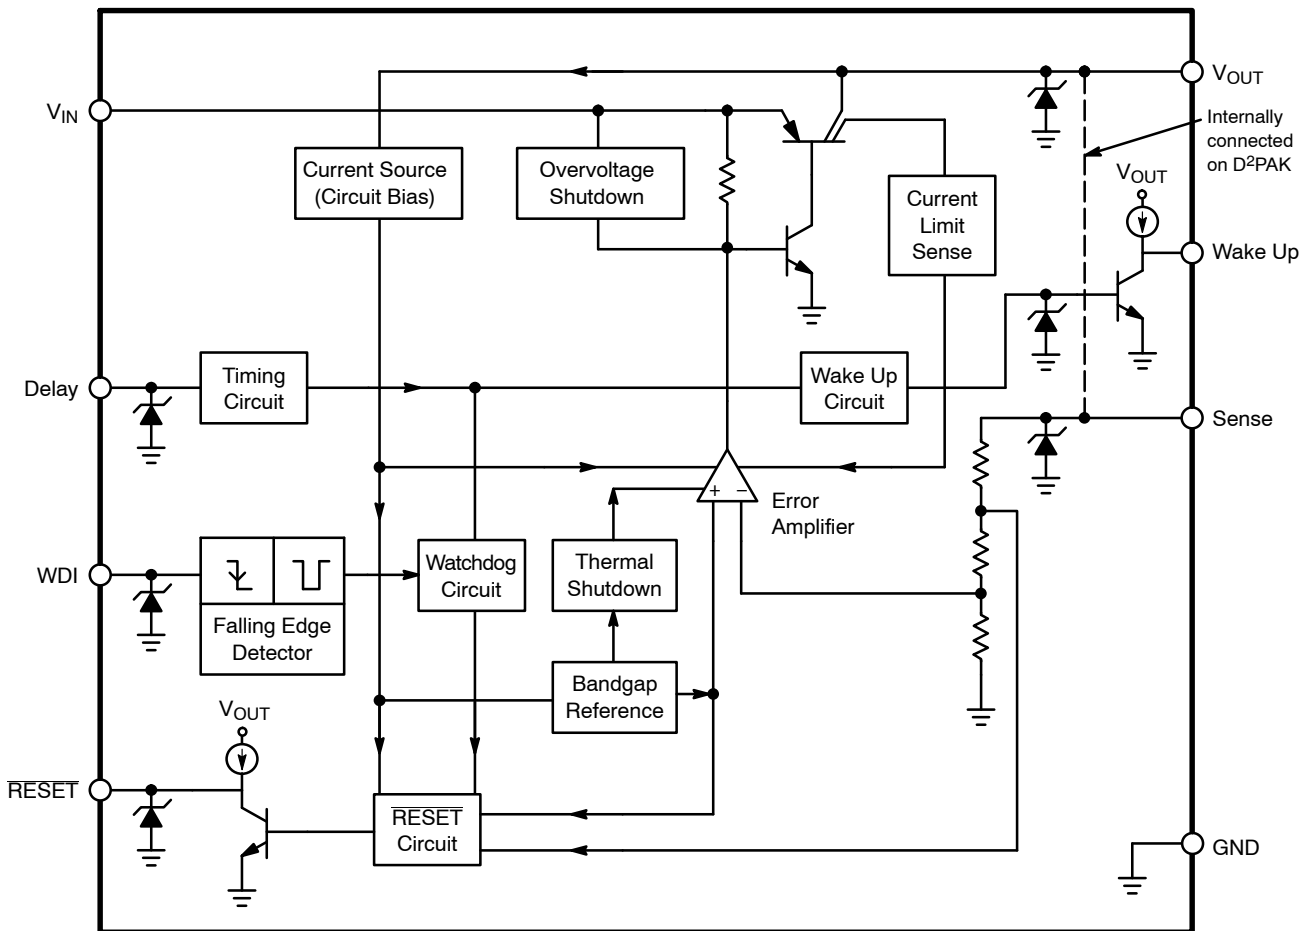 V_OUT
V_IN
Internally
connected
on D²PAK
Current Source
(Circuit Bias)
Overvoltage
Shutdown
V_OUT
Current
Limit
Sense
Wake Up
Delay
Timing
Circuit
Wake Up
Circuit
Sense
+ −
Error
Amplifier
WDI
Watchdog
Circuit
Thermal
Shutdown
Falling Edge
Detector
Bandgap
Reference
V_OUT
R̅E̅S̅E̅T̅
R̅E̅S̅E̅T̅
Circuit
GND